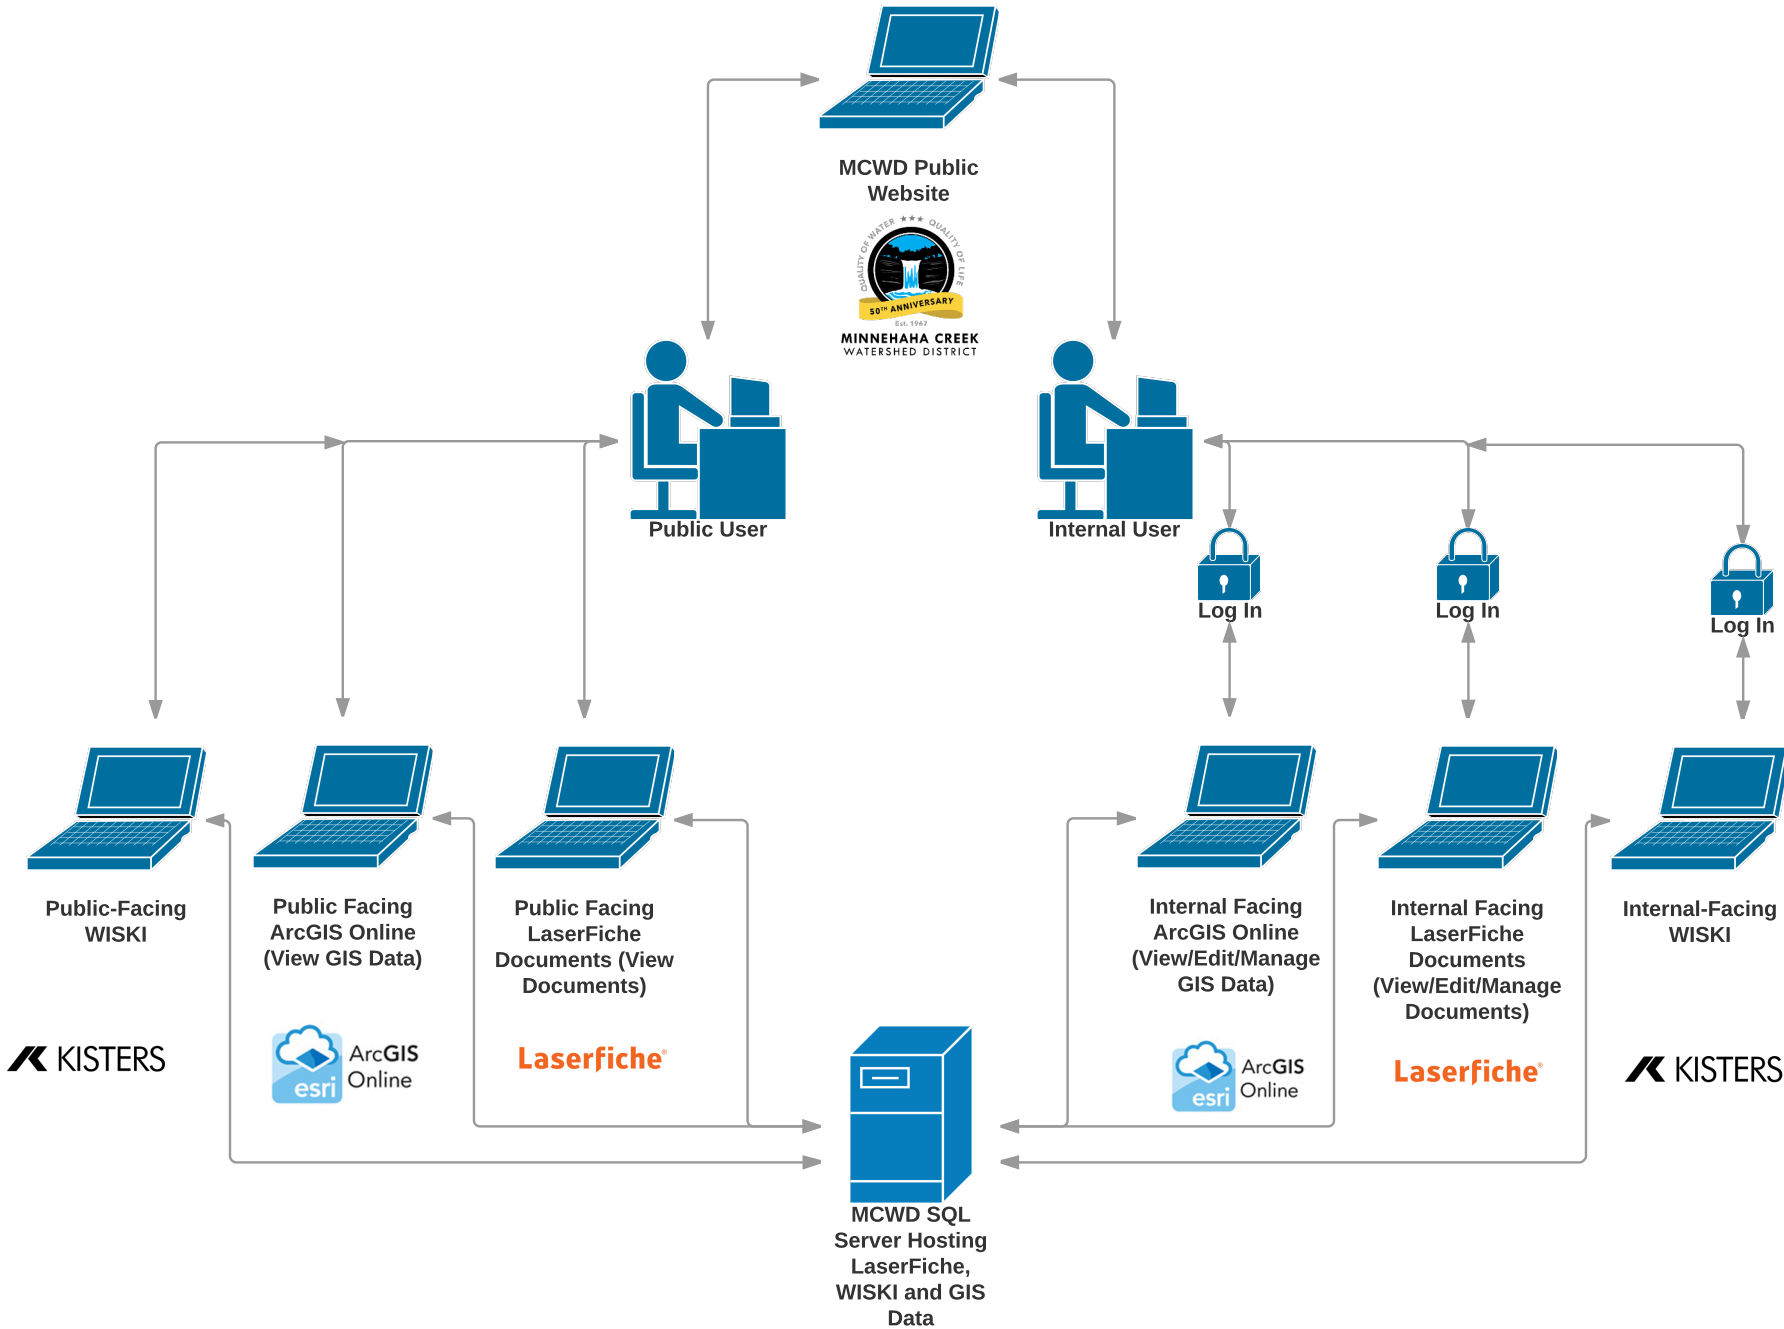 MCWD Public
Website
QUALITY OF WATER ★★★ QUALITY OF LIFE
50TH ANNIVERSARY
Est. 1967
MINNEHAHA CREEK
WATERSHED DISTRICT
Public User
Internal User
Log In
Log In
Log In
Public-Facing
WISKI
KISTERS
Public Facing
ArcGIS Online
(View GIS Data)
esri
ArcGIS
Online
Public Facing
LaserFiche
Documents (View
Documents)
Laserfiche®
Internal Facing
ArcGIS Online
(View/Edit/Manage
GIS Data)
esri
ArcGIS
Online
Internal Facing
LaserFiche
Documents
(View/Edit/Manage
Documents)
Laserfiche®
Internal-Facing
WISKI
KISTERS
MCWD SQL
Server Hosting
LaserFiche,
WISKI and GIS
Data